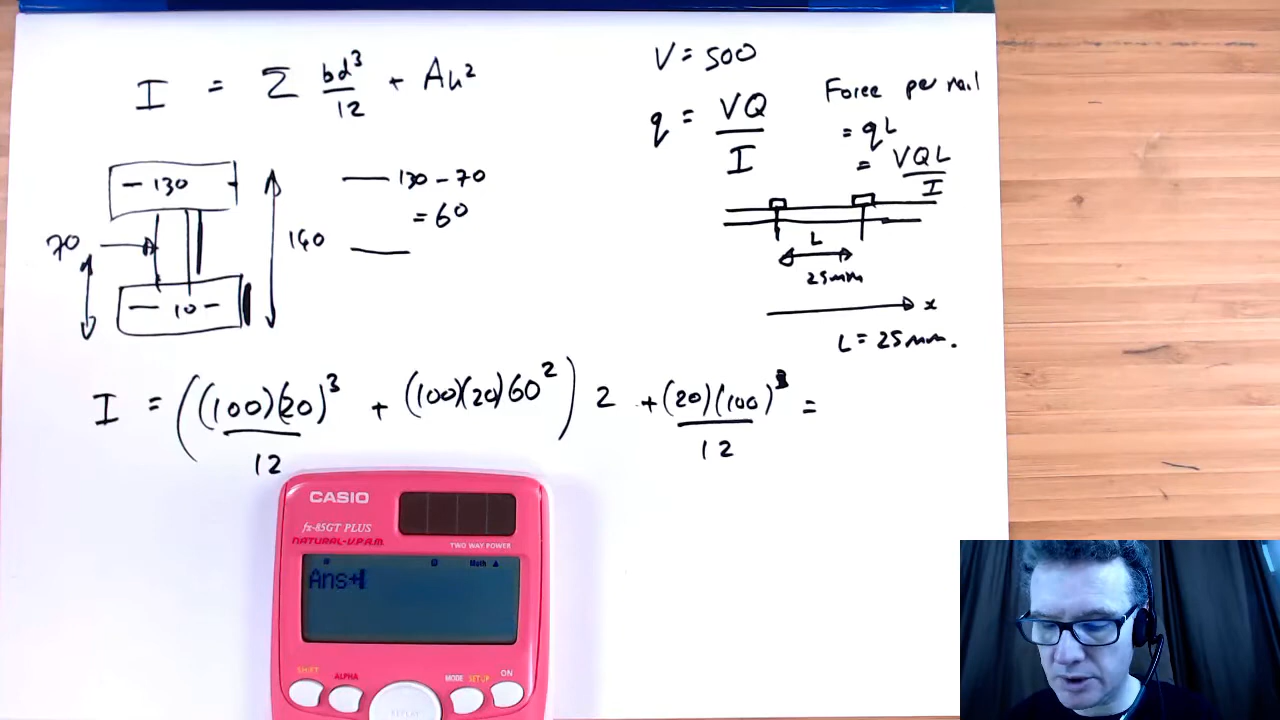 I = Σ bd³/12 + Ah²
V = 500
q = VQ/I
Force per nail
= qL
= VQL/I
- 130 -
70
140
- 10 -
130 - 70
= 60
L
25mm
x
L = 25mm.
I = ((100)(20)³/12 + (100)(20)60²) 2 + (20)(100)³/12 =
CASIO
fx-85GT PLUS
NATURAL-V.P.A.M.
TWO WAY POWER
Math ▲
Ans+
SHIFT
ALPHA
MODE SETUP
ON
REPLAY